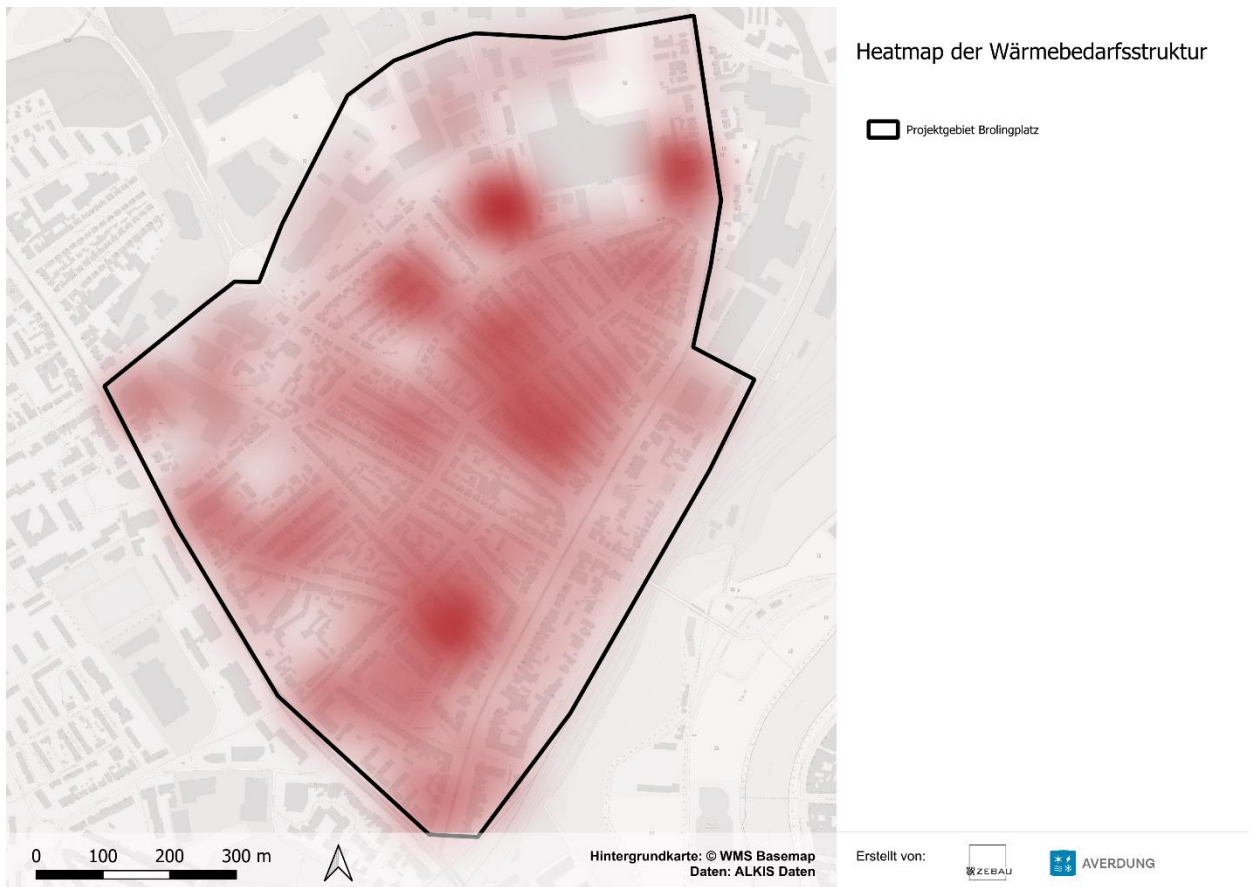 Heatmap der Wärmebedarfsstruktur
Projektgebiet Brolingplatz
0 100 200 300 m
Hintergrundkarte: © WMS Basemap
Daten: ALKIS Daten
Erstellt von:
ZEBAU
AVERDUNG